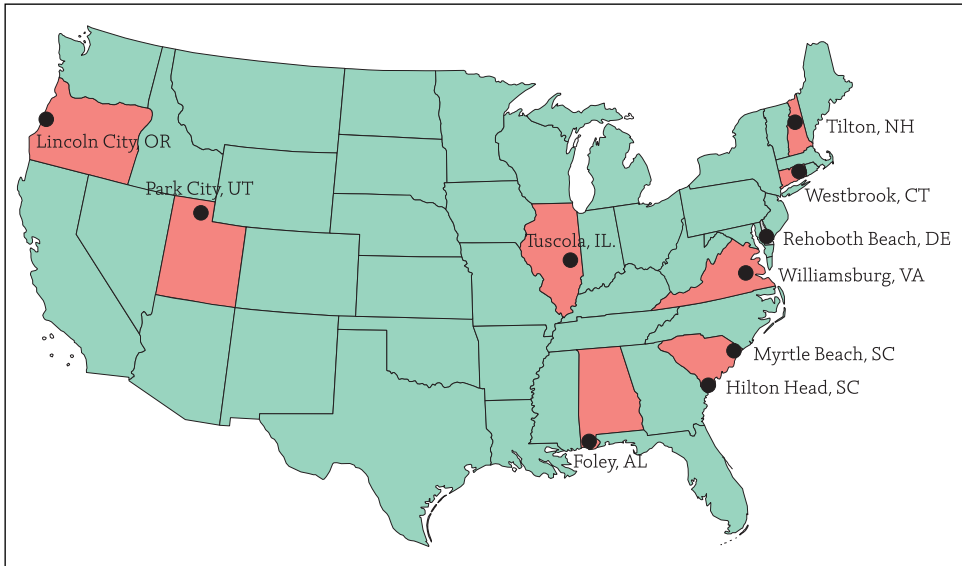 Tilton, NH
Lincoln City, OR
Park City, UT
Westbrook, CT
Tuscola, IL.
Rehoboth Beach, DE
Williamsburg, VA
Myrtle Beach, SC
Hilton Head, SC
Foley, AL